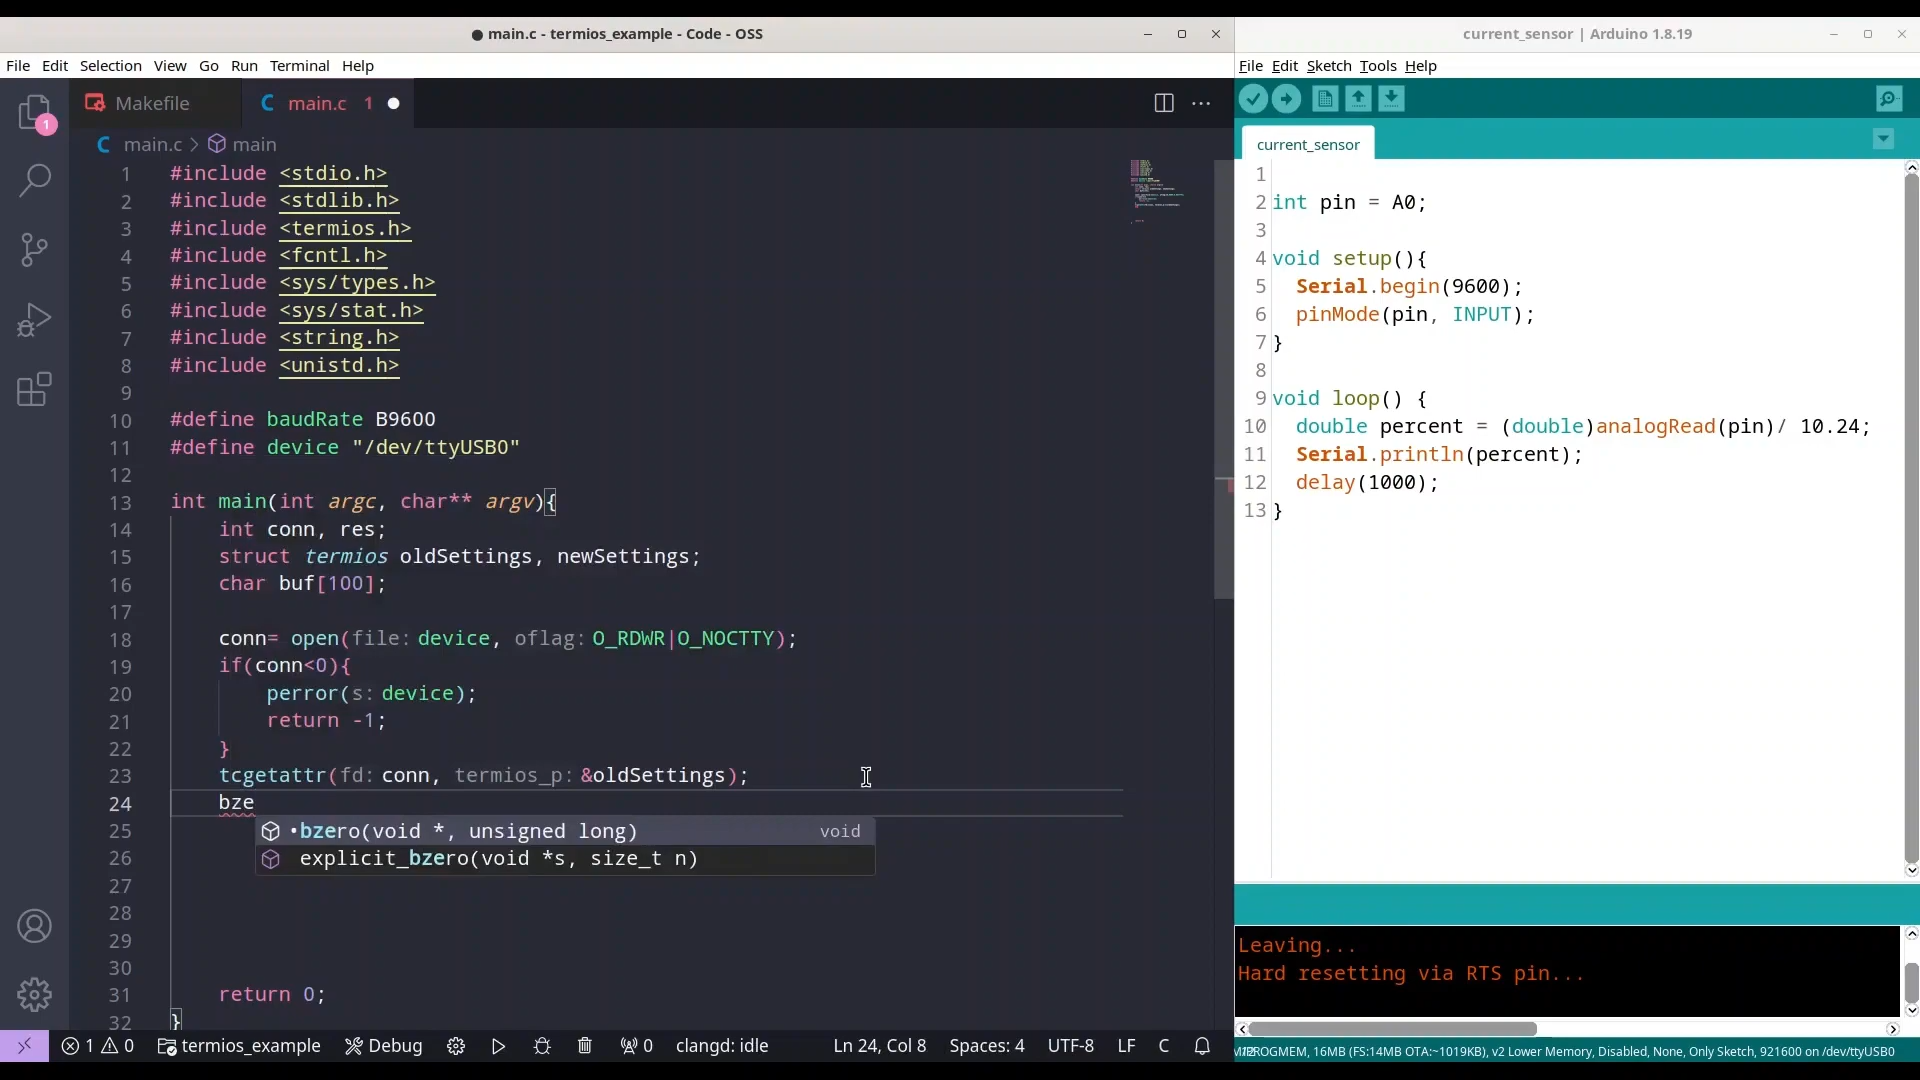 main.c - termios_example - Code - OSS
File Edit Selection View Go Run Terminal Help
Makefile
main.c 1
1
main.c > main
1 #include <stdio.h>
2 #include <stdlib.h>
3 #include <termios.h>
4 #include <fcntl.h>
5 #include <sys/types.h>
6 #include <sys/stat.h>
7 #include <string.h>
8 #include <unistd.h>
9
10 #define baudRate B9600
11 #define device "/dev/ttyUSB0"
12
13 int main(int argc, char** argv){
14 int conn, res;
15 struct termios oldSettings, newSettings;
16 char buf[100];
17
18 conn= open(file: device, oflag: O_RDWR|O_NOCTTY);
19 if(conn<0){
20 perror(s: device);
21 return -1;
22 }
23 tcgetattr(fd: conn, termios_p: &oldSettings);
24 bze
25 •bzero(void *, unsigned long) void
26 explicit_bzero(void *s, size_t n)
27
28
29
30
31 return 0;
32 }
1 0 termios_example Debug 0 clangd: idle Ln 24, Col 8 Spaces: 4 UTF-8 LF C
current_sensor | Arduino 1.8.19
File Edit Sketch Tools Help
current_sensor
1
2 int pin = A0;
3
4 void setup(){
5 Serial.begin(9600);
6 pinMode(pin, INPUT);
7 }
8
9 void loop() {
10 double percent = (double)analogRead(pin)/ 10.24;
11 Serial.println(percent);
12 delay(1000);
13 }
Leaving...
Hard resetting via RTS pin...
PROGMEM, 16MB (FS:14MB OTA:~1019KB), v2 Lower Memory, Disabled, None, Only Sketch, 921600 on /dev/ttyUSB0